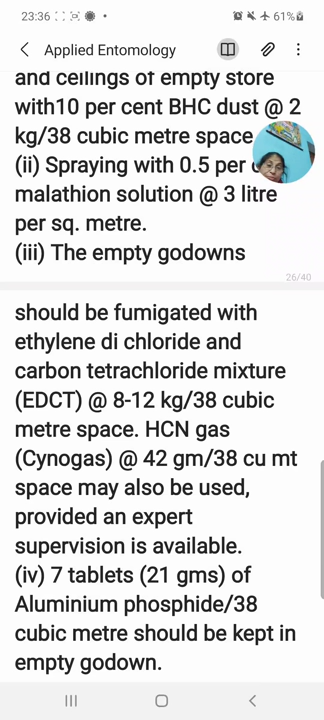 23:36
61%
Applied Entomology
and ceilings of empty store
with10 per cent BHC dust @ 2
kg/38 cubic metre space
(ii) Spraying with 0.5 per
malathion solution @ 3 litre
per sq. metre.
(iii) The empty godowns
26/40
should be fumigated with
ethylene di chloride and
carbon tetrachloride mixture
(EDCT) @ 8-12 kg/38 cubic
metre space. HCN gas
(Cynogas) @ 42 gm/38 cu mt
space may also be used,
provided an expert
supervision is available.
(iv) 7 tablets (21 gms) of
Aluminium phosphide/38
cubic metre should be kept in
empty godown.